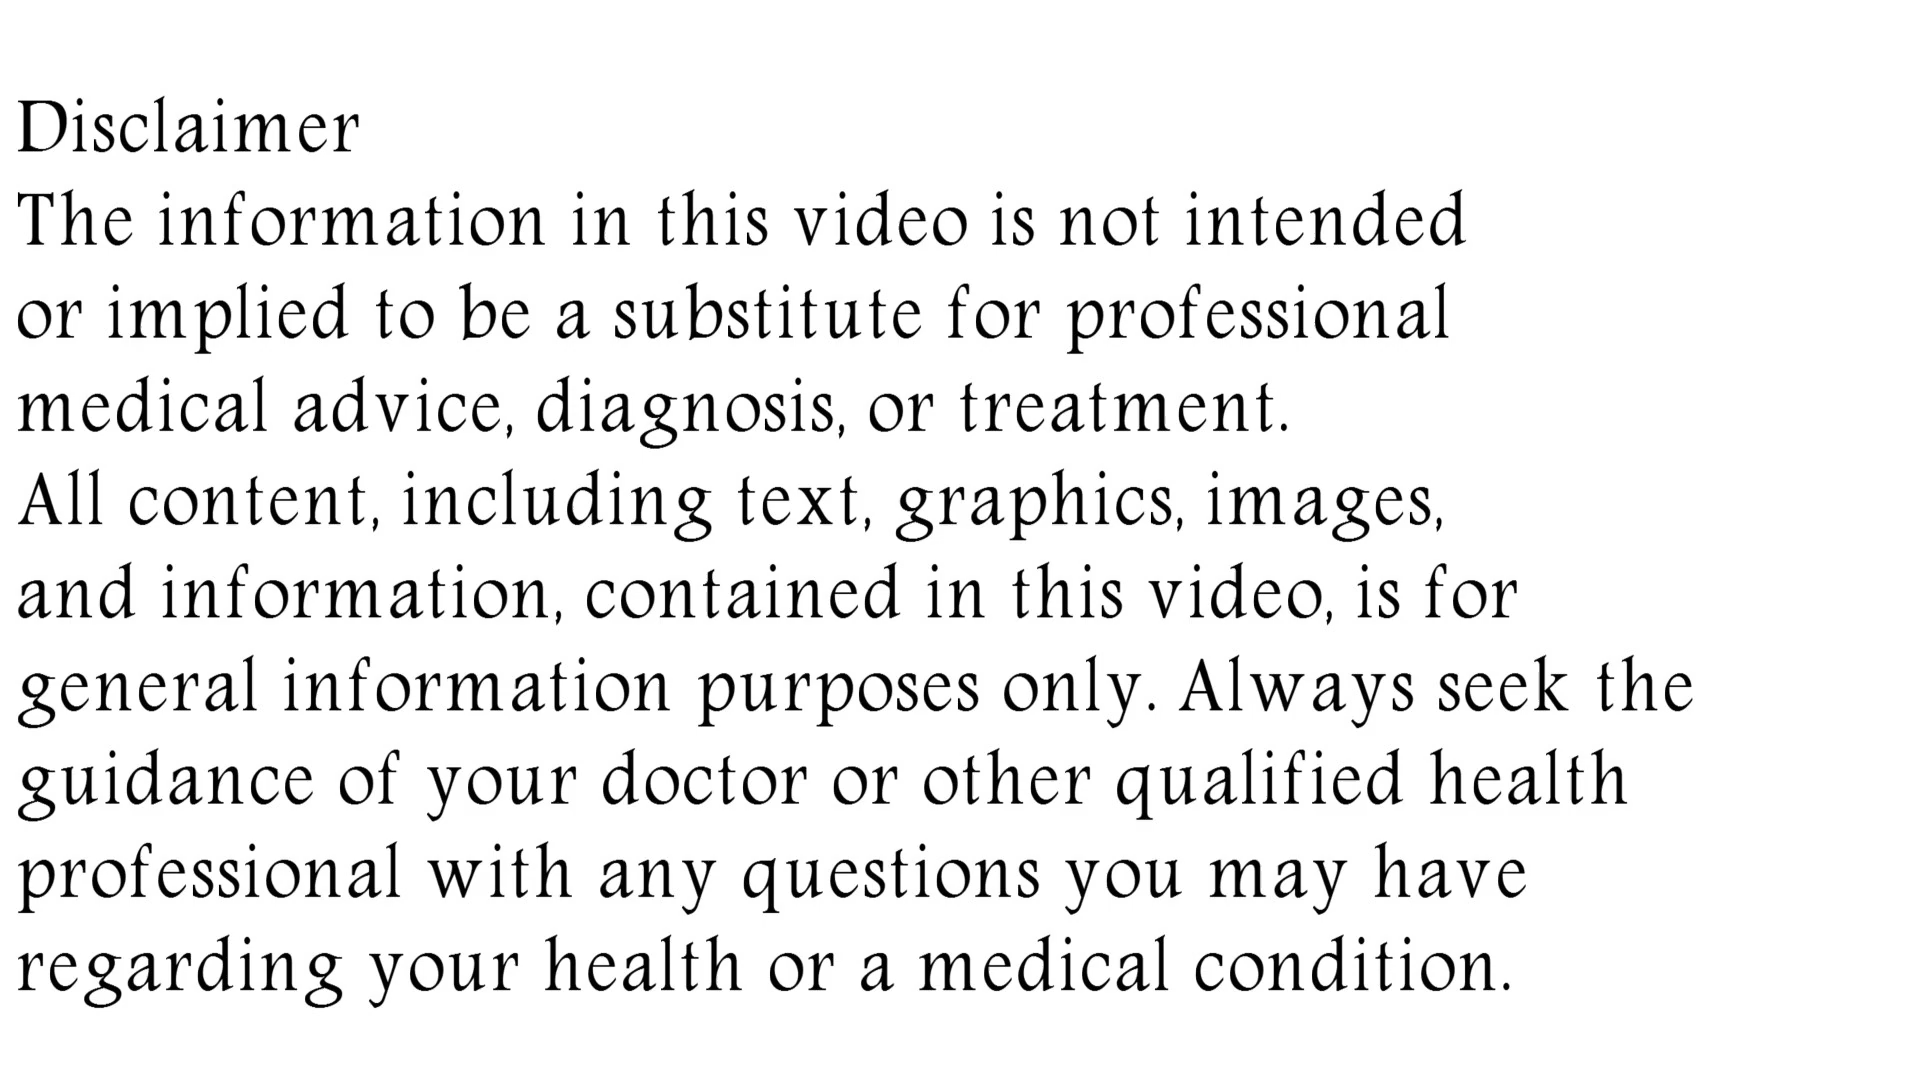 Disclaimer
The information in this video is not intended
or implied to be a substitute for professional
medical advice, diagnosis, or treatment.
All content, including text, graphics, images,
and information, contained in this video, is for
general information purposes only. Always seek the
guidance of your doctor or other qualified health
professional with any questions you may have
regarding your health or a medical condition.